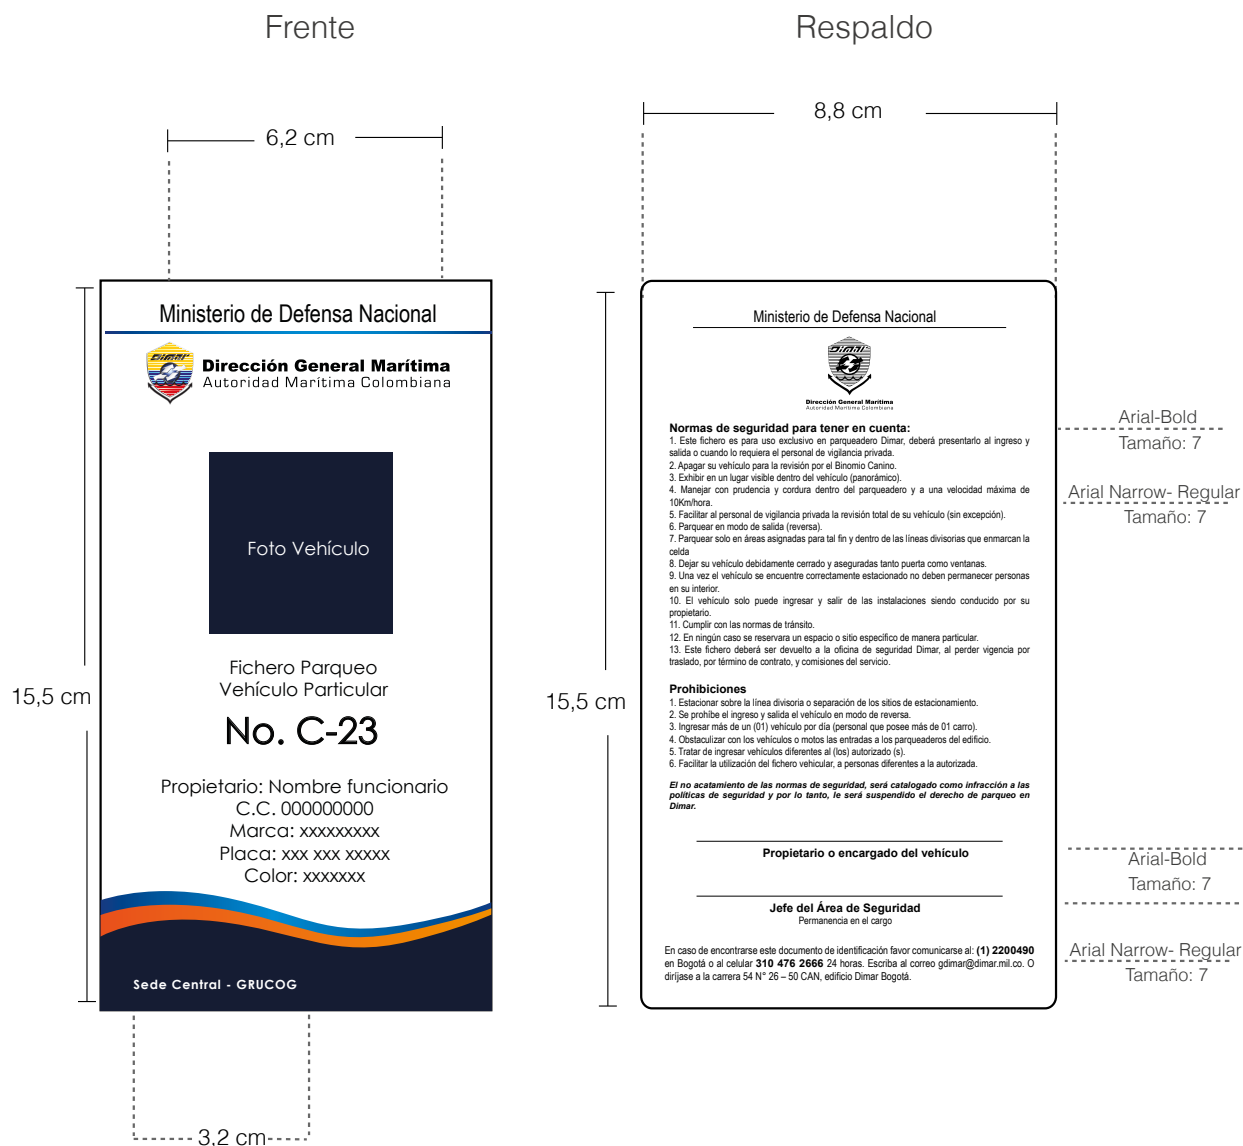 Frente
Respaldo
6,2 cm
8,8 cm
Ministerio de Defensa Nacional
Dimar
Dirección General Marítima
Autoridad Marítima Colombiana
Foto Vehículo
Fichero Parqueo
Vehículo Particular
No. C-23
Propietario: Nombre funcionario
C.C. 000000000
Marca: xxxxxxxxx
Placa: xxx xxx xxxxx
Color: xxxxxxx
Sede Central - GRUCOG
15,5 cm
3,2 cm
15,5 cm
Ministerio de Defensa Nacional
Dimar
Dirección General Marítima
Autoridad Marítima Colombiana
Normas de seguridad para tener en cuenta:
1. Este fichero es para uso exclusivo en parqueadero Dimar, deberá presentarlo al ingreso y
salida o cuando lo requiera el personal de vigilancia privada.
2. Apagar su vehículo para la revisión por el Binomio Canino.
3. Exhibir en un lugar visible dentro del vehículo (panorámico).
4. Manejar con prudencia y cordura dentro del parqueadero y a una velocidad máxima de
10Km/hora.
5. Facilitar al personal de vigilancia privada la revisión total de su vehículo (sin excepción).
6. Parquear en modo de salida (reversa).
7. Parquear solo en áreas asignadas para tal fin y dentro de las líneas divisorias que enmarcan la
celda
8. Dejar su vehículo debidamente cerrado y aseguradas tanto puerta como ventanas.
9. Una vez el vehículo se encuentre correctamente estacionado no deben permanecer personas
en su interior.
10. El vehículo solo puede ingresar y salir de las instalaciones siendo conducido por su
propietario.
11. Cumplir con las normas de tránsito.
12. En ningún caso se reservara un espacio o sitio específico de manera particular.
13. Este fichero deberá ser devuelto a la oficina de seguridad Dimar, al perder vigencia por
traslado, por término de contrato, y comisiones del servicio.
Prohibiciones
1. Estacionar sobre la línea divisoria o separación de los sitios de estacionamiento.
2. Se prohíbe el ingreso y salida el vehículo en modo de reversa.
3. Ingresar más de un (01) vehículo por día (personal que posee más de 01 carro).
4. Obstaculizar con los vehículos o motos las entradas a los parqueaderos del edificio.
5. Tratar de ingresar vehículos diferentes al (los) autorizado (s).
6. Facilitar la utilización del fichero vehicular, a personas diferentes a la autorizada.
El no acatamiento de las normas de seguridad, será catalogado como infracción a las
políticas de seguridad y por lo tanto, le será suspendido el derecho de parqueo en
Dimar.
Propietario o encargado del vehículo
Jefe del Área de Seguridad
Permanencia en el cargo
En caso de encontrarse este documento de identificación favor comunicarse al: (1) 2200490
en Bogotá o al celular 310 476 2666 24 horas. Escriba al correo gdimar@dimar.mil.co. O
diríjase a la carrera 54 N° 26 – 50 CAN, edificio Dimar Bogotá.
Arial-Bold
Tamaño: 7
Arial Narrow- Regular
Tamaño: 7
Arial-Bold
Tamaño: 7
Arial Narrow- Regular
Tamaño: 7